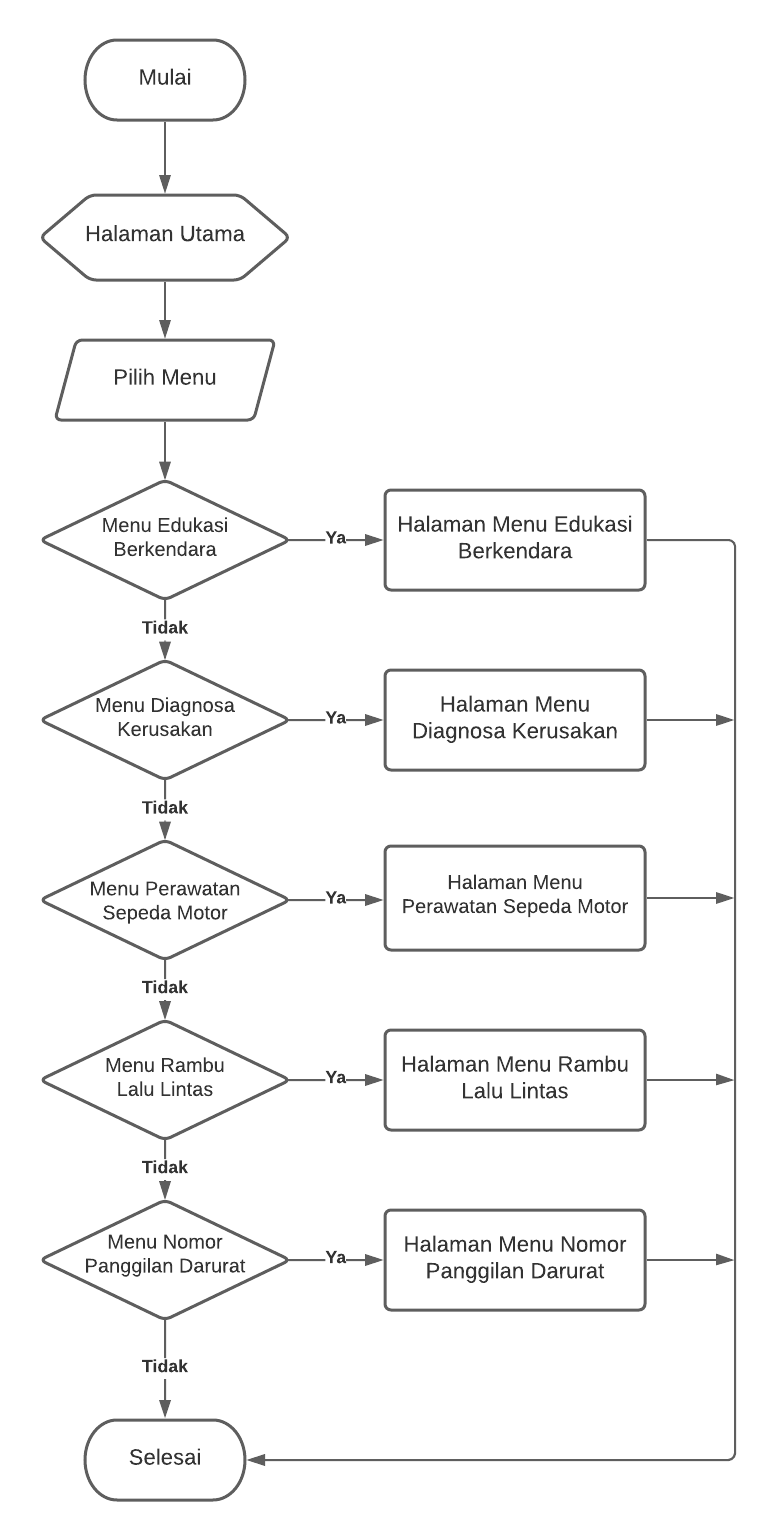 Mulai
Halaman Utama
Pilih Menu
Menu Edukasi
Berkendara
Ya
Halaman Menu Edukasi
Berkendara
Tidak
Menu Diagnosa
Kerusakan
Ya
Halaman Menu
Diagnosa Kerusakan
Tidak
Menu Perawatan
Sepeda Motor
Ya
Halaman Menu
Perawatan Sepeda Motor
Tidak
Menu Rambu
Lalu Lintas
Ya
Halaman Menu Rambu
Lalu Lintas
Tidak
Menu Nomor
Panggilan Darurat
Ya
Halaman Menu Nomor
Panggilan Darurat
Tidak
Selesai